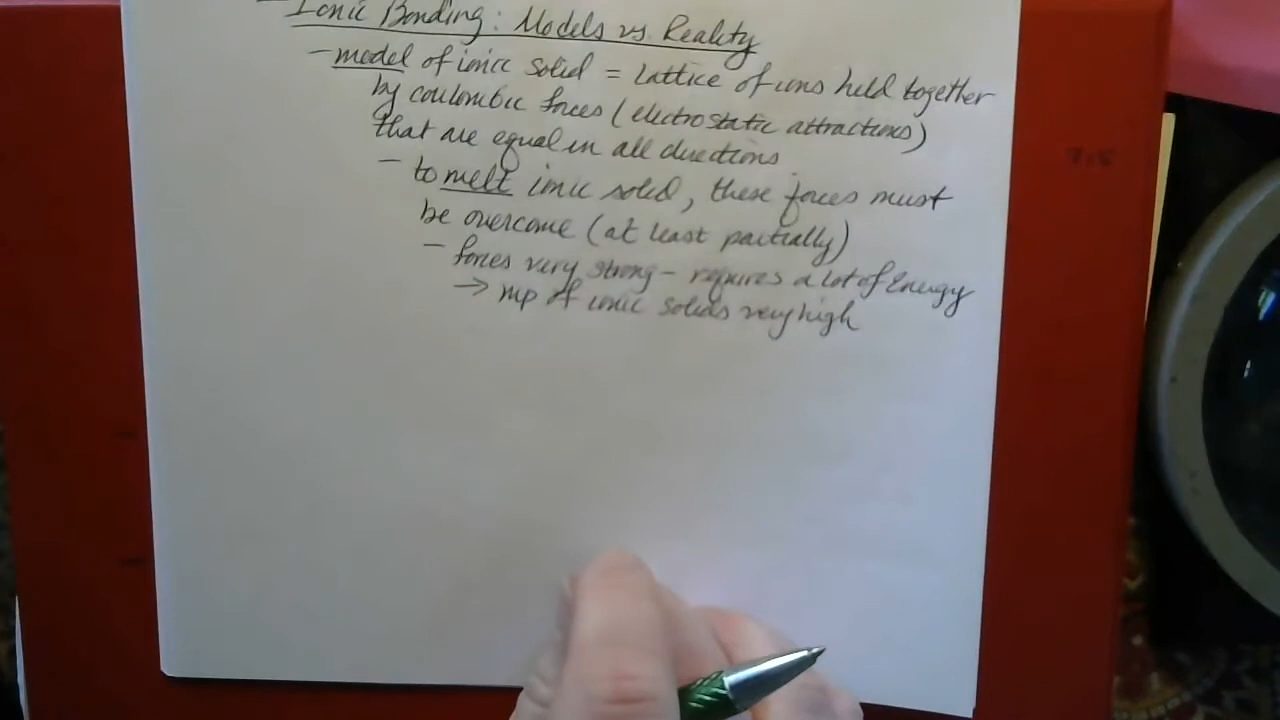 - Ionic Bonding: Models vs Reality
- model of ionic solid = lattice of ions held together
by coulombic forces (electrostatic attractions)
that are equal in all directions
- to melt ionic solid, these forces must
be overcome (at least partially)
- forces very strong - requires a lot of Energy
→ mp of ionic solids very high